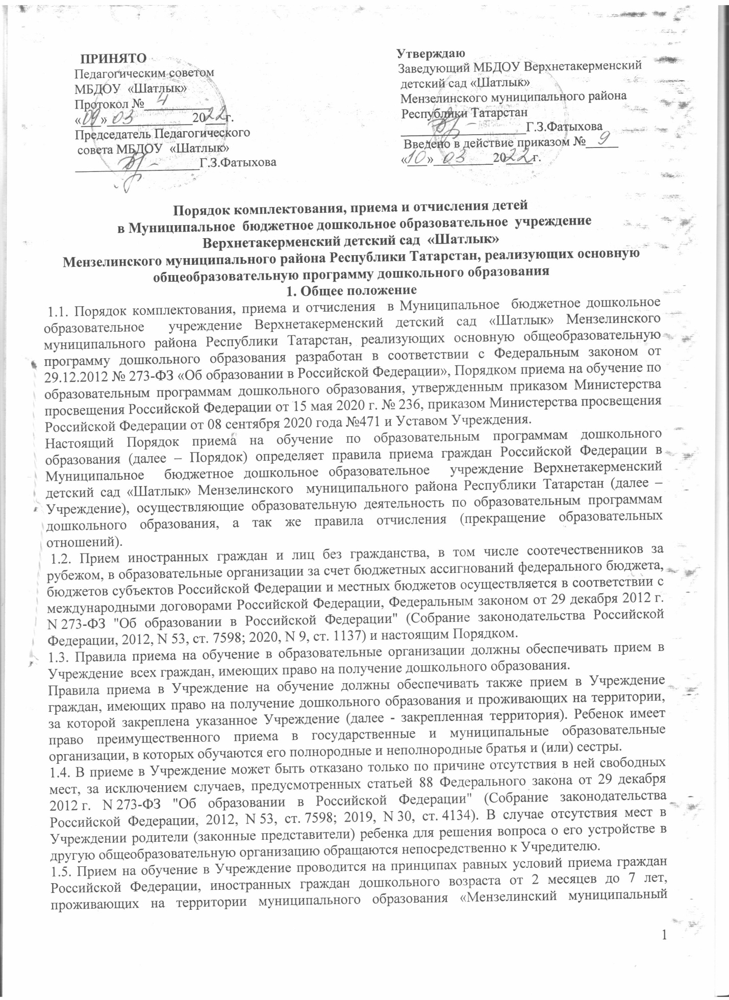 ПРИНЯТО
Педагогическим советом
МБДОУ «Шатлык»
Протокол №____4____
«09»__03____________2022г.
Председатель Педагогического
совета МБДОУ «Шатлык»
___________________Г.З.Фатыхова
Утверждаю
Заведующий МБДОУ Верхнетакерменский
детский сад «Шатлык»
Мензелинского муниципального района
Республики Татарстан
___________________Г.З.Фатыхова
Введено в действие приказом №__9__
«10»__03_______2022г.
Порядок комплектования, приема и отчисления детей
в Муниципальное бюджетное дошкольное образовательное учреждение
Верхнетакерменский детский сад «Шатлык»
Мензелинского муниципального района Республики Татарстан, реализующих основную
общеобразовательную программу дошкольного образования
1. Общее положение
1.1. Порядок комплектования, приема и отчисления в Муниципальное бюджетное дошкольное
образовательное учреждение Верхнетакерменский детский сад «Шатлык» Мензелинского
муниципального района Республики Татарстан, реализующих основную общеобразовательную
программу дошкольного образования разработан в соответствии с Федеральным законом от
29.12.2012 № 273-ФЗ «Об образовании в Российской Федерации», Порядком приема на обучение по
образовательным программам дошкольного образования, утвержденным приказом Министерства
просвещения Российской Федерации от 15 мая 2020 г. № 236, приказом Министерства просвещения
Российской Федерации от 08 сентября 2020 года №471 и Уставом Учреждения.
Настоящий Порядок приема на обучение по образовательным программам дошкольного
образования (далее – Порядок) определяет правила приема граждан Российской Федерации в
Муниципальное бюджетное дошкольное образовательное учреждение Верхнетакерменский
детский сад «Шатлык» Мензелинского муниципального района Республики Татарстан (далее –
Учреждение), осуществляющие образовательную деятельность по образовательным программам
дошкольного образования, а так же правила отчисления (прекращение образовательных
отношений).
1.2. Прием иностранных граждан и лиц без гражданства, в том числе соотечественников за
рубежом, в образовательные организации за счет бюджетных ассигнований федерального бюджета,
бюджетов субъектов Российской Федерации и местных бюджетов осуществляется в соответствии с
международными договорами Российской Федерации, Федеральным законом от 29 декабря 2012 г.
N 273-ФЗ "Об образовании в Российской Федерации" (Собрание законодательства Российской
Федерации, 2012, N 53, ст. 7598; 2020, N 9, ст. 1137) и настоящим Порядком.
1.3. Правила приема на обучение в образовательные организации должны обеспечивать прием в
Учреждение всех граждан, имеющих право на получение дошкольного образования.
Правила приема в Учреждение на обучение должны обеспечивать также прием в Учреждение
граждан, имеющих право на получение дошкольного образования и проживающих на территории,
за которой закреплена указанное Учреждение (далее - закрепленная территория). Ребенок имеет
право преимущественного приема в государственные и муниципальные образовательные
организации, в которых обучаются его полнородные и неполнородные братья и (или) сестры.
1.4. В приеме в Учреждение может быть отказано только по причине отсутствия в ней свободных
мест, за исключением случаев, предусмотренных статьей 88 Федерального закона от 29 декабря
2012 г. N 273-ФЗ "Об образовании в Российской Федерации" (Собрание законодательства
Российской Федерации, 2012, N 53, ст. 7598; 2019, N 30, ст. 4134). В случае отсутствия мест в
Учреждении родители (законные представители) ребенка для решения вопроса о его устройстве в
другую общеобразовательную организацию обращаются непосредственно к Учредителю.
1.5. Прием на обучение в Учреждение проводится на принципах равных условий приема граждан
Российской Федерации, иностранных граждан дошкольного возраста от 2 месяцев до 7 лет,
проживающих на территории муниципального образования «Мензелинский муниципальный
1